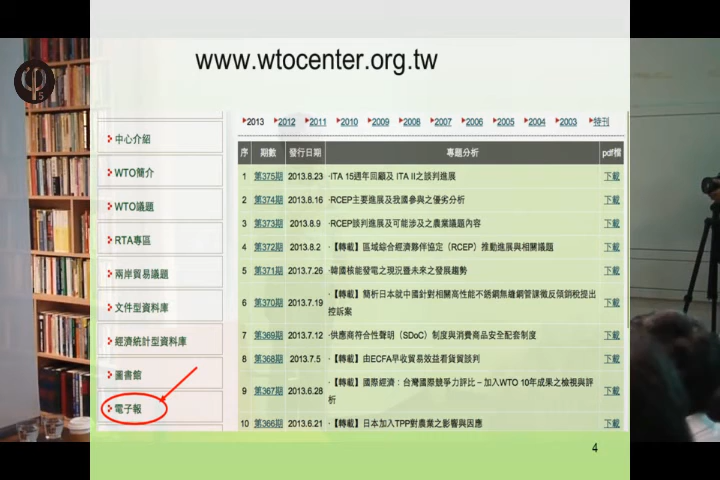 www.wtocenter.org.tw
2013 2012 2011 2010 2009 2008 2007 2006 2005 2004 2003 特刊
序 期數 發行日期 專題分析 pdf檔
1 第375期 2013.8.23 ·ITA 15週年回顧及 ITA II之談判進展 下載
2 第374期 2013.8.16 ·RCEP主要進展及我國參與之優劣分析 下載
3 第373期 2013.8.9 ·RCEP談判進展及可能涉及之農業議題內容 下載
4 第372期 2013.8.2 ·【轉載】區域綜合經濟夥伴協定（RCEP）推動進展與相關議題 下載
5 第371期 2013.7.26 ·韓國核能發電之現況暨未來之發展趨勢 下載
6 第370期 2013.7.19 ·【轉載】簡析日本就中國針對相關高性能不銹鋼無縫鋼管課徵反傾銷稅提出
控訴案 下載
7 第369期 2013.7.12 ·供應商符合性聲明（SDoC）制度與消費商品安全配套制度 下載
8 第368期 2013.7.5 ·【轉載】由ECFA早收貿易效益看貨貿談判 下載
9 第367期 2013.6.28 ·【轉載】國際經濟：台灣國際競爭力評比－加入WTO 10年成果之檢視與評
析 下載
10 第366期 2013.6.21 ·【轉載】日本加入TPP對農業之影響與因應 下載
中心介紹
WTO簡介
WTO議題
RTA專區
兩岸貿易議題
文件型資料庫
經濟統計型資料庫
圖書館
電子報
4